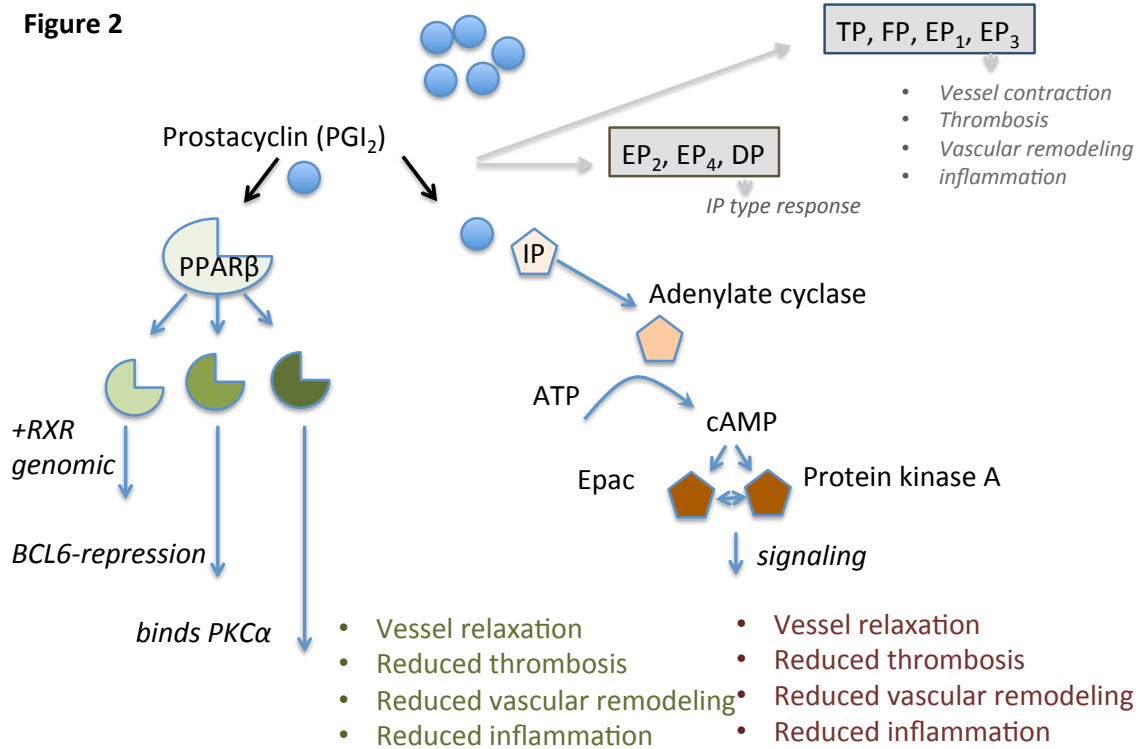 Figure 2
TP, FP, EP₁, EP₃
• Vessel contraction
• Thrombosis
• Vascular remodeling
• inflammation
Prostacyclin (PGI₂)
EP₂, EP₄, DP
IP type response
PPARβ
IP
Adenylate cyclase
ATP
cAMP
+RXR
genomic
Epac
Protein kinase A
BCL6-repression
signaling
binds PKCα
• Vessel relaxation
• Reduced thrombosis
• Reduced vascular remodeling
• Reduced inflammation
• Vessel relaxation
• Reduced thrombosis
• Reduced vascular remodeling
• Reduced inflammation